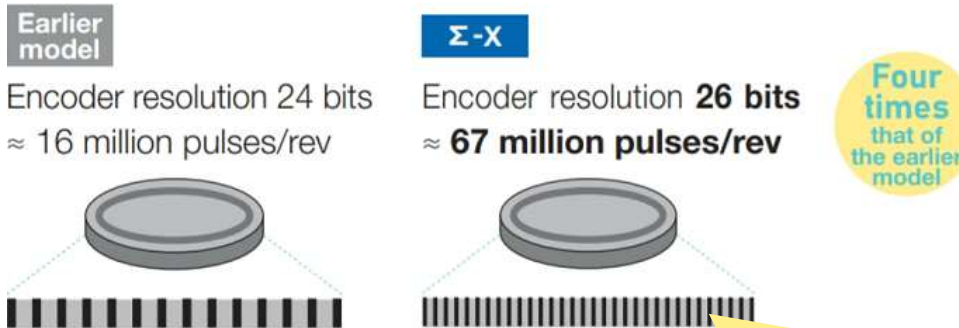 Earlier
model
Encoder resolution 24 bits
≈ 16 million pulses/rev
Σ-X
Encoder resolution 26 bits
≈ 67 million pulses/rev
Four
times
that of
the earlier
model